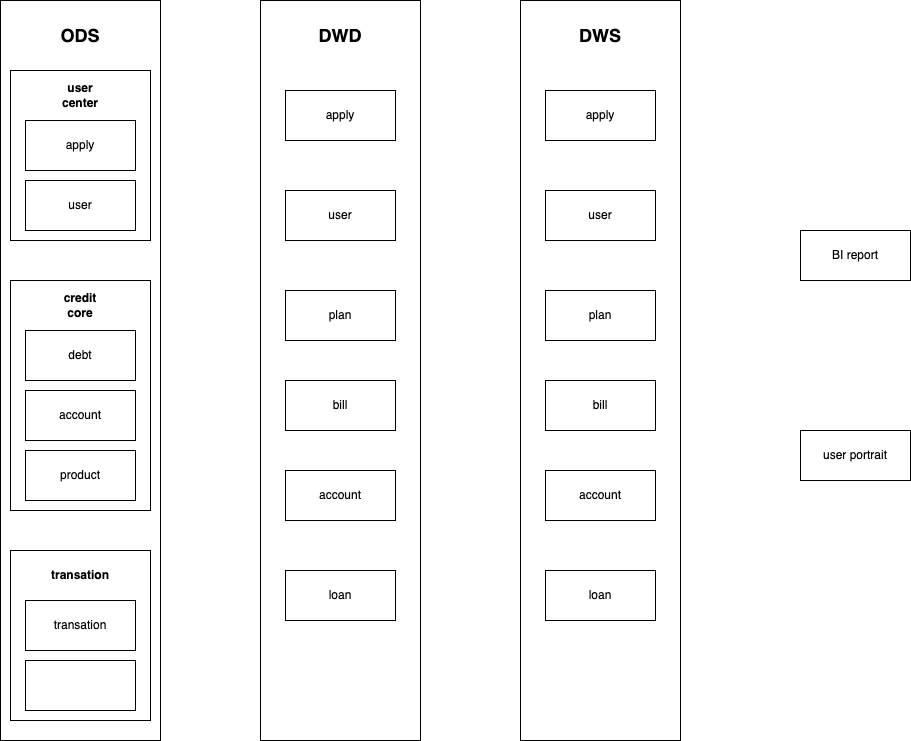 ODS
user
center
apply
user
credit
core
debt
account
product
transation
transation
DWD
apply
user
plan
bill
account
loan
DWS
apply
user
plan
bill
account
loan
BI report
user portrait